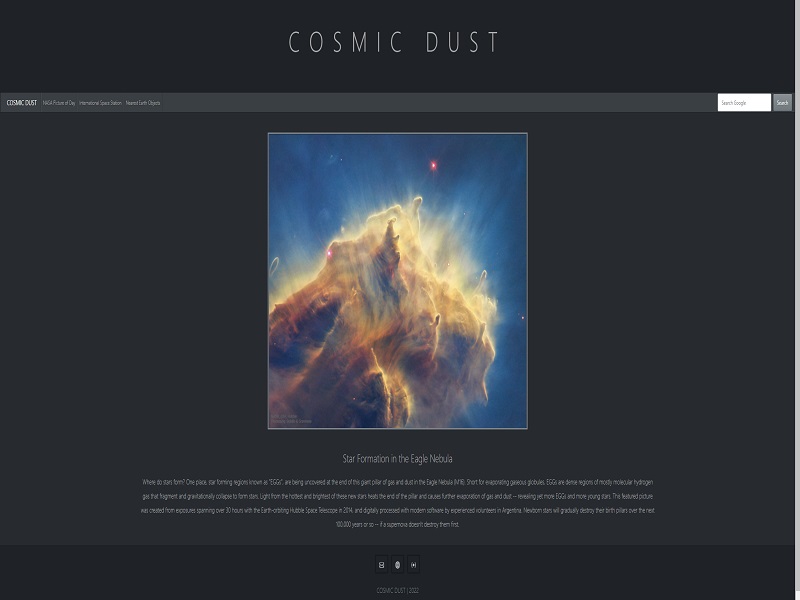 COSMIC DUST
COSMIC DUST NASA Picture of Day International Space Station Nearest Earth Objects Search Google Search
Star Formation in the Eagle Nebula
Where do stars form? One place, star forming regions known as "EGGs", are being uncovered at the end of this giant pillar of gas and dust in the Eagle Nebula (M16). Short for evaporating gaseous globules, EGGs are dense regions of mostly molecular hydrogen
gas that fragment and gravitationally collapse to form stars. Light from the hottest and brightest of these new stars heats the end of the pillar and causes further evaporation of gas and dust -- revealing yet more EGGs and more young stars. This featured picture
was created from exposures spanning over 30 hours with the Earth-orbiting Hubble Space Telescope in 2014, and digitally processed with modern software by experienced volunteers in Argentina. Newborn stars will gradually destroy their birth pillars over the next
100,000 years or so -- if a supernova doesn't destroy them first.
COSMIC DUST | 2022